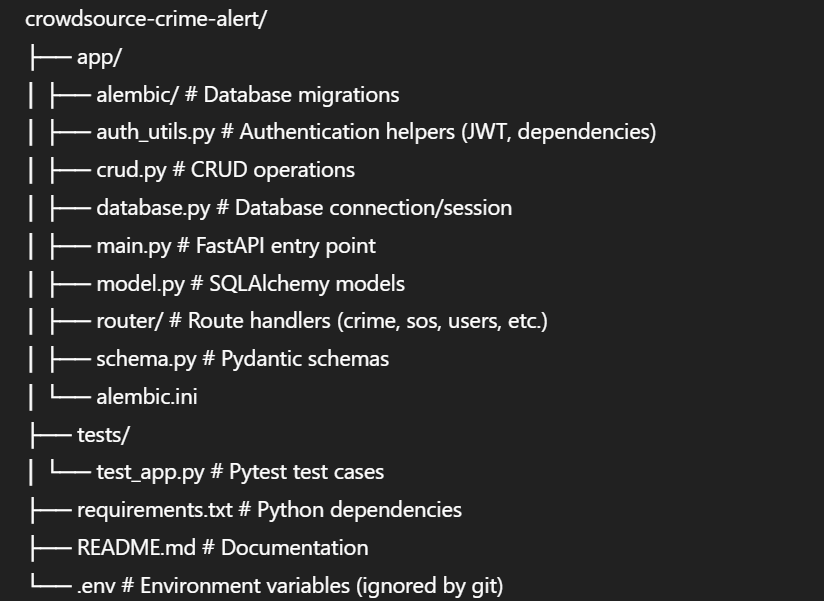 crowdsource-crime-alert/
├── app/
│ ├── alembic/ # Database migrations
│ ├── auth_utils.py # Authentication helpers (JWT, dependencies)
│ ├── crud.py # CRUD operations
│ ├── database.py # Database connection/session
│ ├── main.py # FastAPI entry point
│ ├── model.py # SQLAlchemy models
│ ├── router/ # Route handlers (crime, sos, users, etc.)
│ ├── schema.py # Pydantic schemas
│ └── alembic.ini
├── tests/
│ └── test_app.py # Pytest test cases
├── requirements.txt # Python dependencies
├── README.md # Documentation
└── .env # Environment variables (ignored by git)